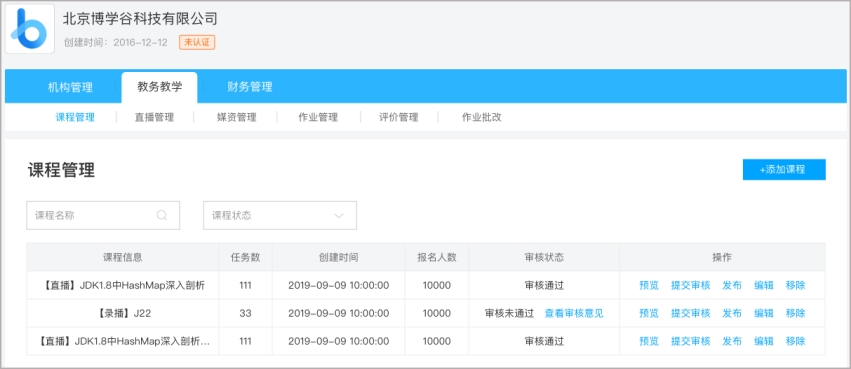 北京博学谷科技有限公司
创建时间：2016-12-12 未认证
机构管理 教务教学 财务管理
课程管理 直播管理 媒资管理 作业管理 评价管理 作业批改
课程管理 +添加课程
课程名称 课程状态
课程信息 任务数 创建时间 报名人数 审核状态 操作
【直播】JDK1.8中HashMap深入剖析 111 2019-09-09 10:00:00 10000 审核通过 预览 提交审核 发布 编辑 移除
【录播】J22 33 2019-09-09 10:00:00 10000 审核未通过 查看审核意见 预览 提交审核 发布 编辑 移除
【直播】JDK1.8中HashMap深入剖析... 111 2019-09-09 10:00:00 10000 审核通过 预览 提交审核 发布 编辑 移除